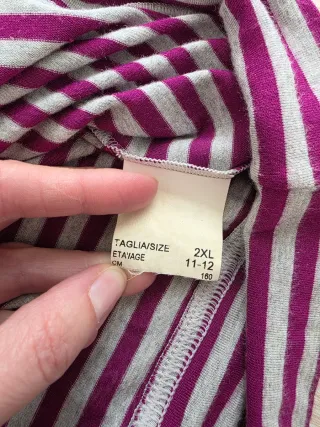 TAGLIA/SIZE 2XL
ETA'/AGE 11-12
CM 160